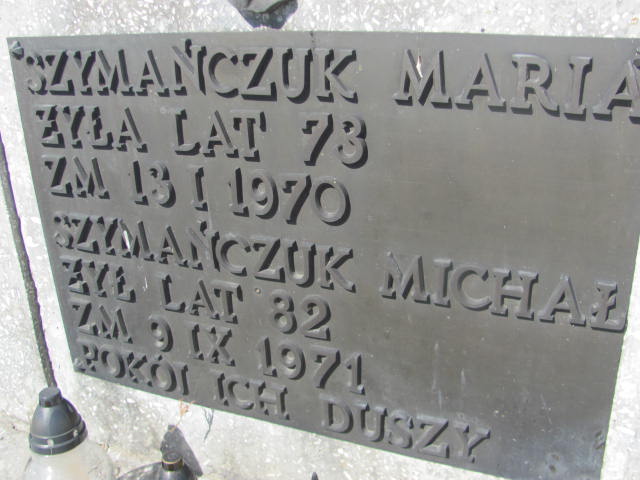 SZYMAŃCZUK MARIA
ŻYŁA LAT 73
ZM 13 I 1970
SZYMAŃCZUK MICHAŁ
ŻYŁ LAT 82
ZM 9 IX 1971
POKÓJ ICH DUSZY